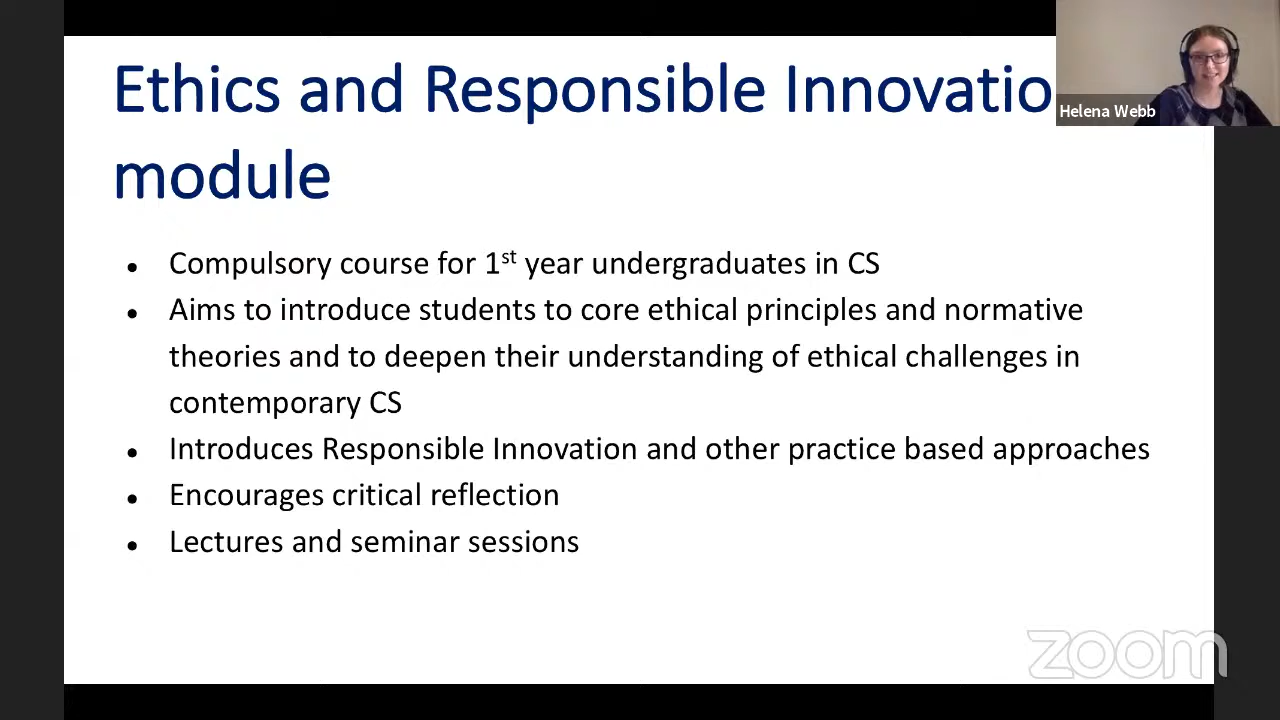 Ethics and Responsible Innovatio
module
Helena Webb
• Compulsory course for 1st year undergraduates in CS
• Aims to introduce students to core ethical principles and normative
theories and to deepen their understanding of ethical challenges in
contemporary CS
• Introduces Responsible Innovation and other practice based approaches
• Encourages critical reflection
• Lectures and seminar sessions
zoom